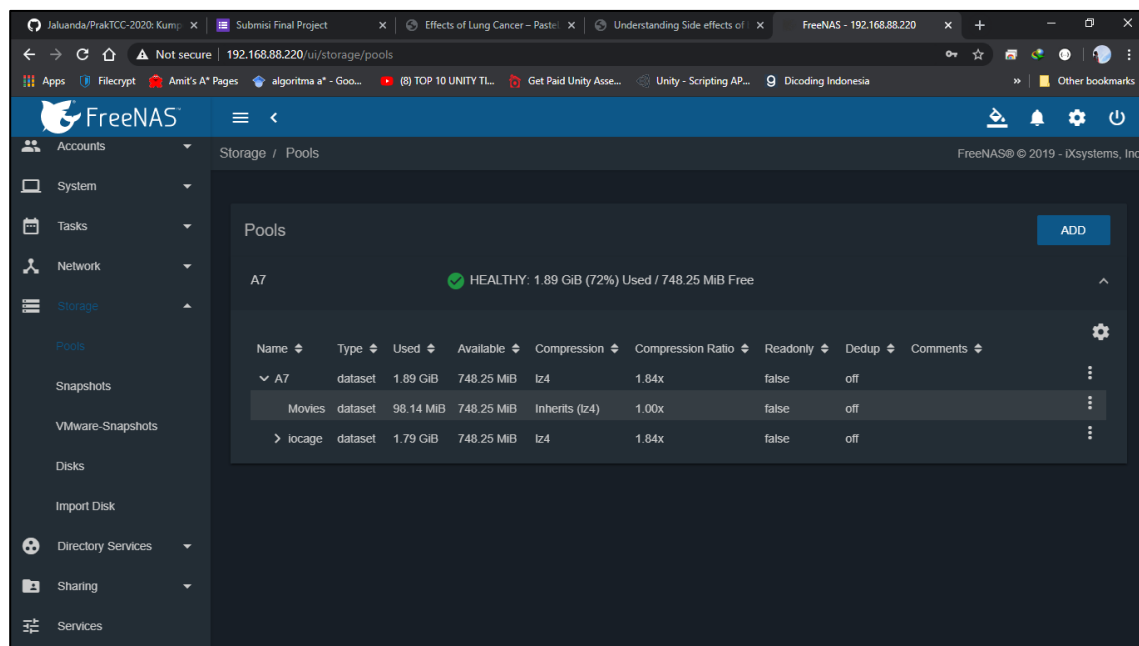 Jaluanda/PrakTCC-2020: Kump Submisi Final Project Effects of Lung Cancer – Pastel Understanding Side effects of FreeNAS - 192.168.88.220
Not secure 192.168.88.220/ui/storage/pools
Apps Filecrypt Amit's A* Pages algoritma a* - Goo... (8) TOP 10 UNITY TI... Get Paid Unity Asse... Unity - Scripting AP... Dicoding Indonesia » Other bookmarks
FreeNAS
Accounts
Storage / Pools FreeNAS® © 2019 - iXsystems, Inc
System
Tasks
Pools ADD
Network
A7 HEALTHY: 1.89 GiB (72%) Used / 748.25 MiB Free
Storage
Pools
Name Type Used Available Compression Compression Ratio Readonly Dedup Comments
A7 dataset 1.89 GiB 748.25 MiB lz4 1.84x false off
Snapshots
Movies dataset 98.14 MiB 748.25 MiB Inherits (lz4) 1.00x false off
VMware-Snapshots
iocage dataset 1.79 GiB 748.25 MiB lz4 1.84x false off
Disks
Import Disk
Directory Services
Sharing
Services